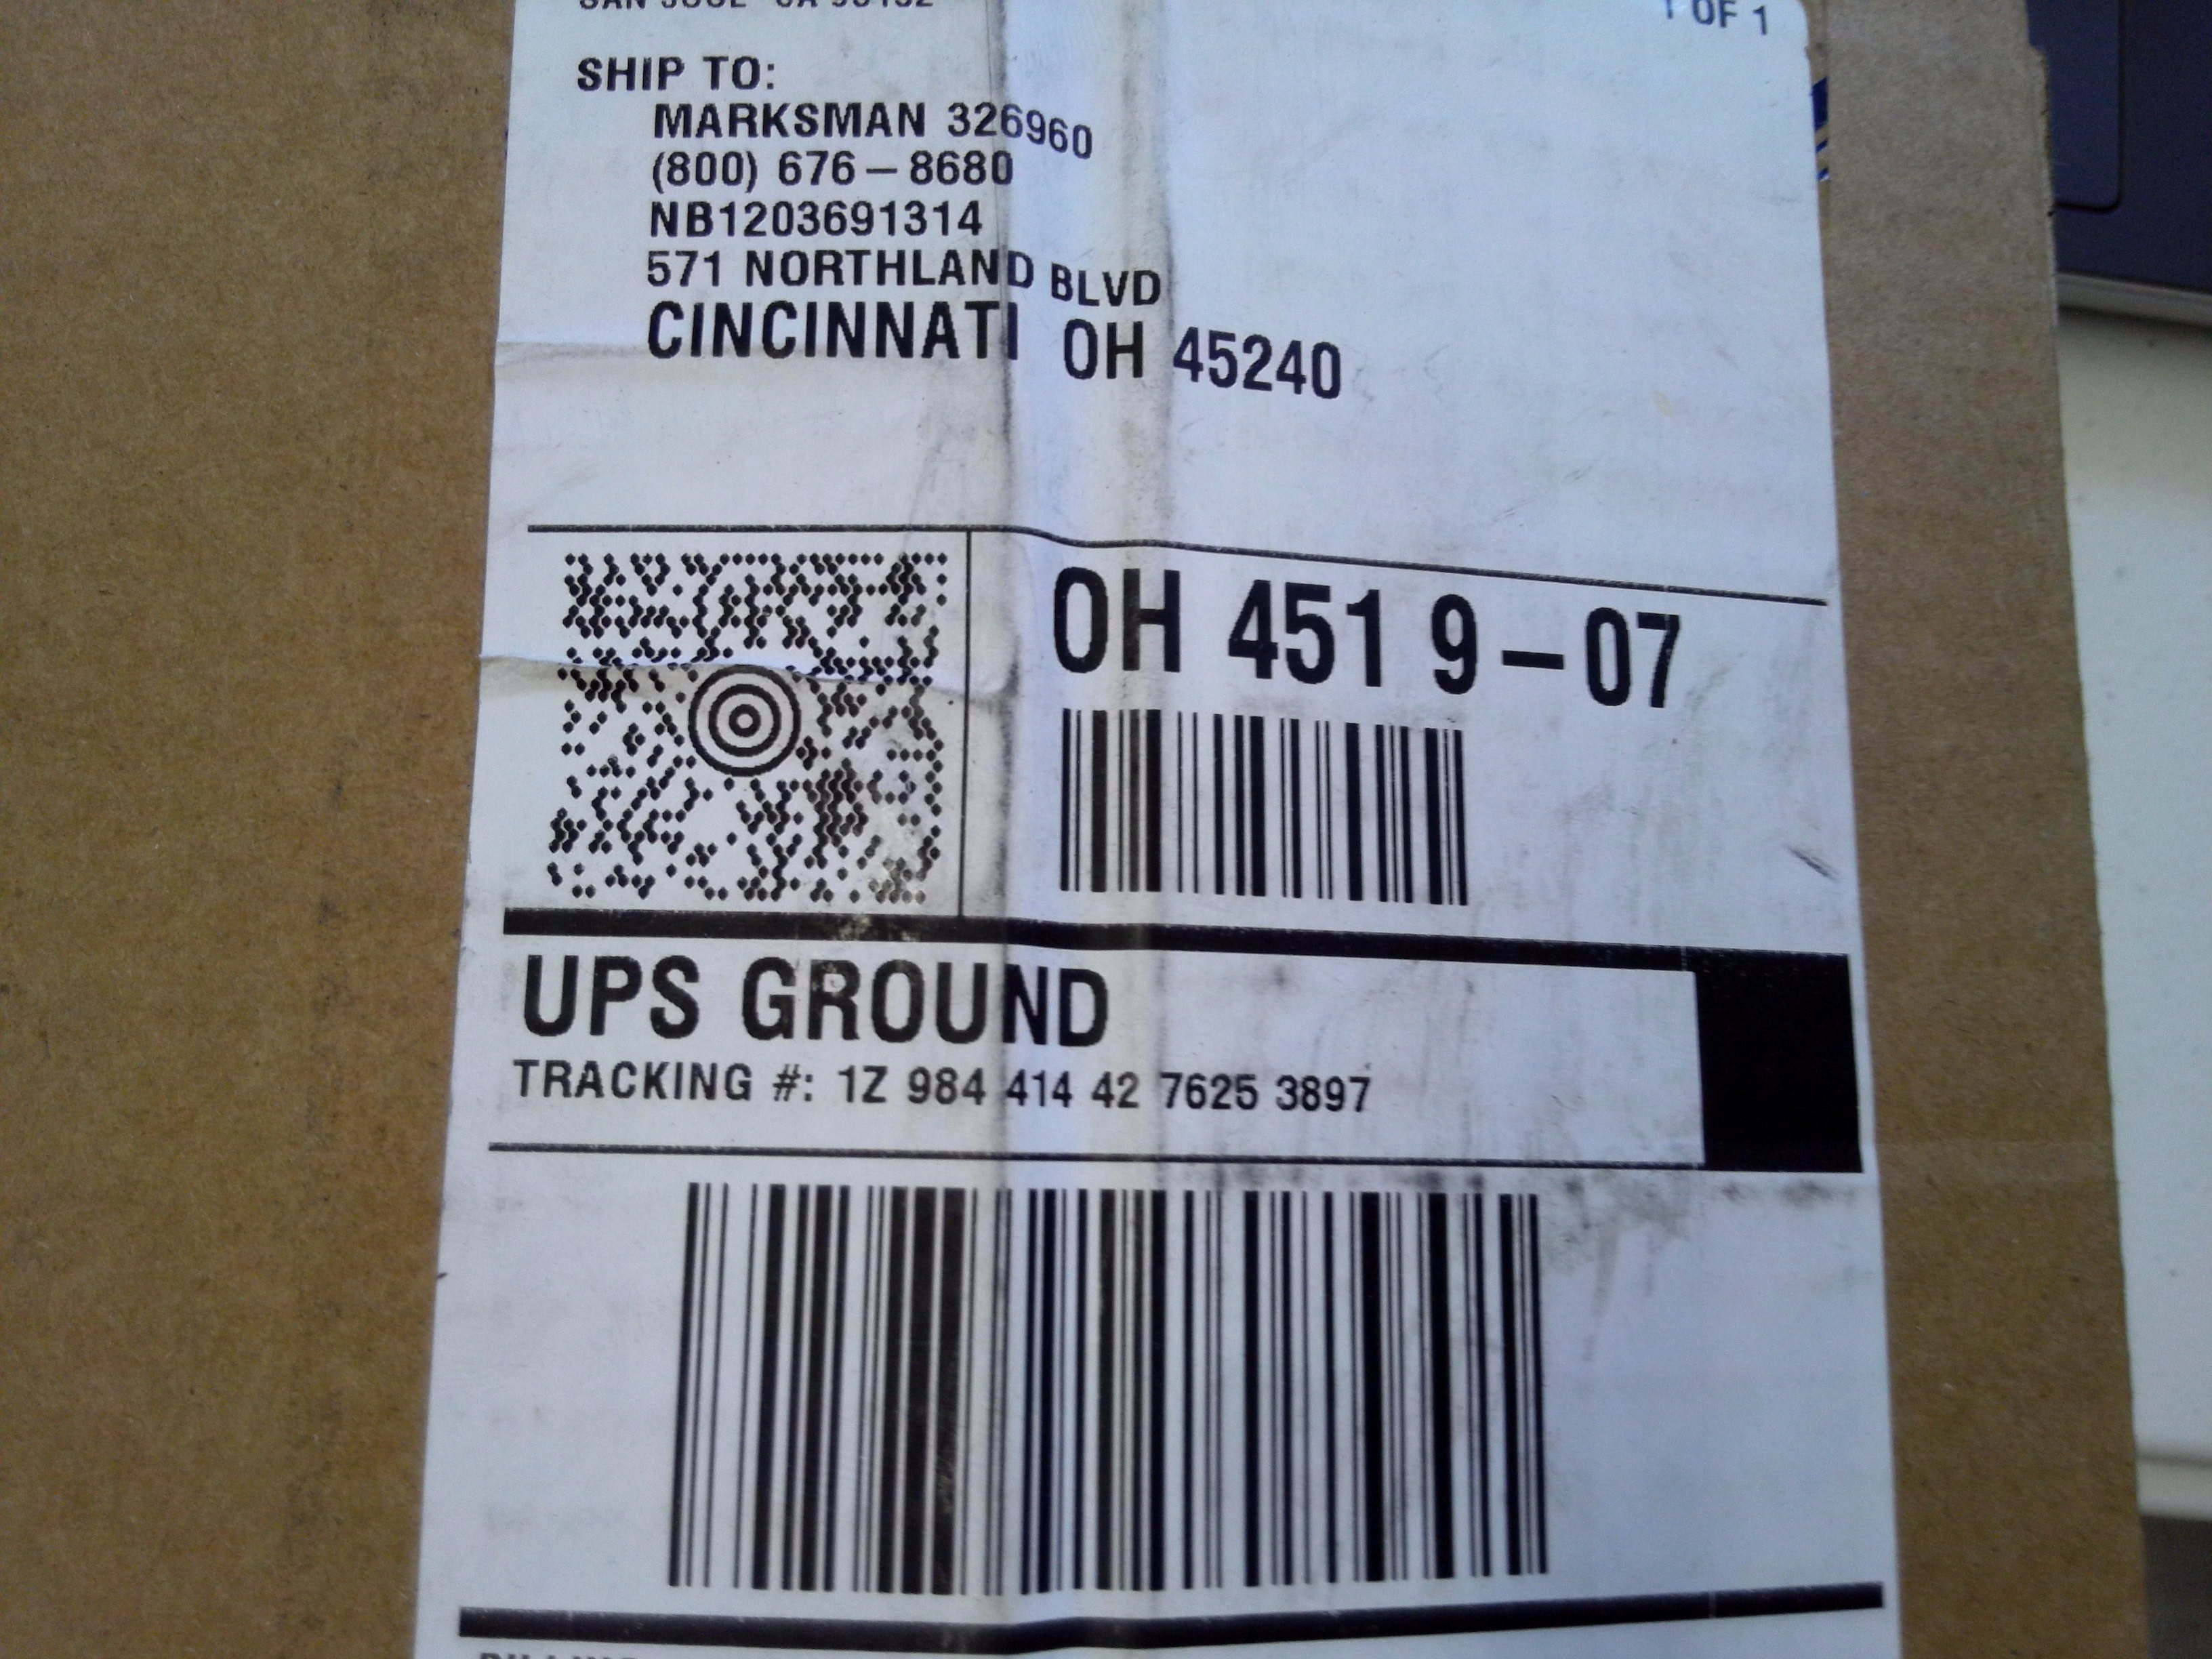 1 OF 1
SHIP TO:
MARKSMAN 326960
(800) 676-8680
NB1203691314
571 NORTHLAND BLVD
CINCINNATI OH 45240
OH 451 9-07
UPS GROUND
TRACKING #: 1Z 984 414 42 7625 3897